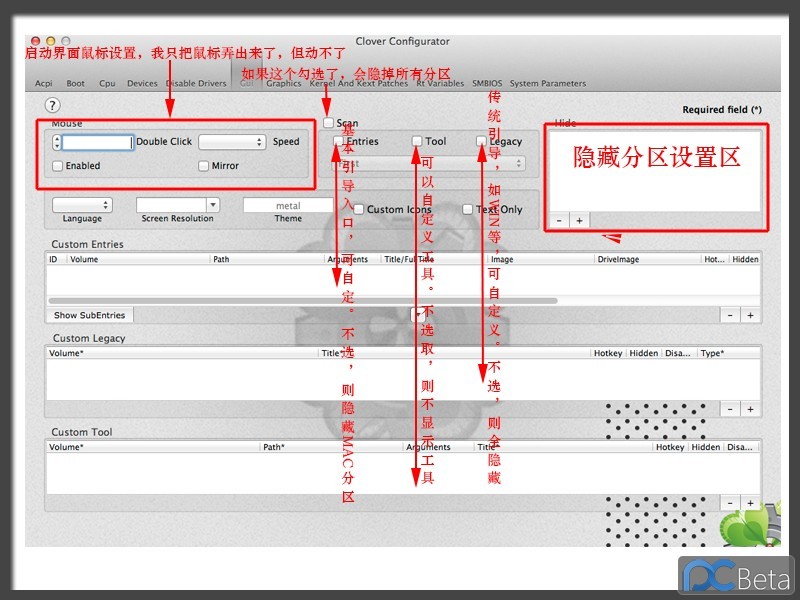 Clover Configurator
启动界面鼠标设置，我只把鼠标弄出来了，但动不了
如果这个勾选了，会隐掉所有分区
Acpi Boot Cpu Devices Disable Drivers Gui Graphics Kernel And Kext Patches Rt Variables SMBIOS System Parameters
?
Required field (*)
Mouse
Scan
Hide
Double Click
Speed
Entries
Tool
Legacy
Enabled
Mirror
First
隐藏分区设置区
Language
Screen Resolution
metal
Theme
Custom Icons
Text Only
- +
基本引导入口，可自定。不选，则隐藏MAC分区
可以自定义工具。不选取，则不显示工具
传统引导，如WIN等，可自定义。不选，则全隐藏
Custom Entries
ID Volume Path Arguments Title/FullTitle Image DriveImage Hot... Hidden
Show SubEntries
- +
Custom Legacy
Volume* Title* Hotkey Hidden Disa... Type*
- +
Custom Tool
Volume* Path* Arguments Title Hotkey Hidden Disa...
- +
PCBeta